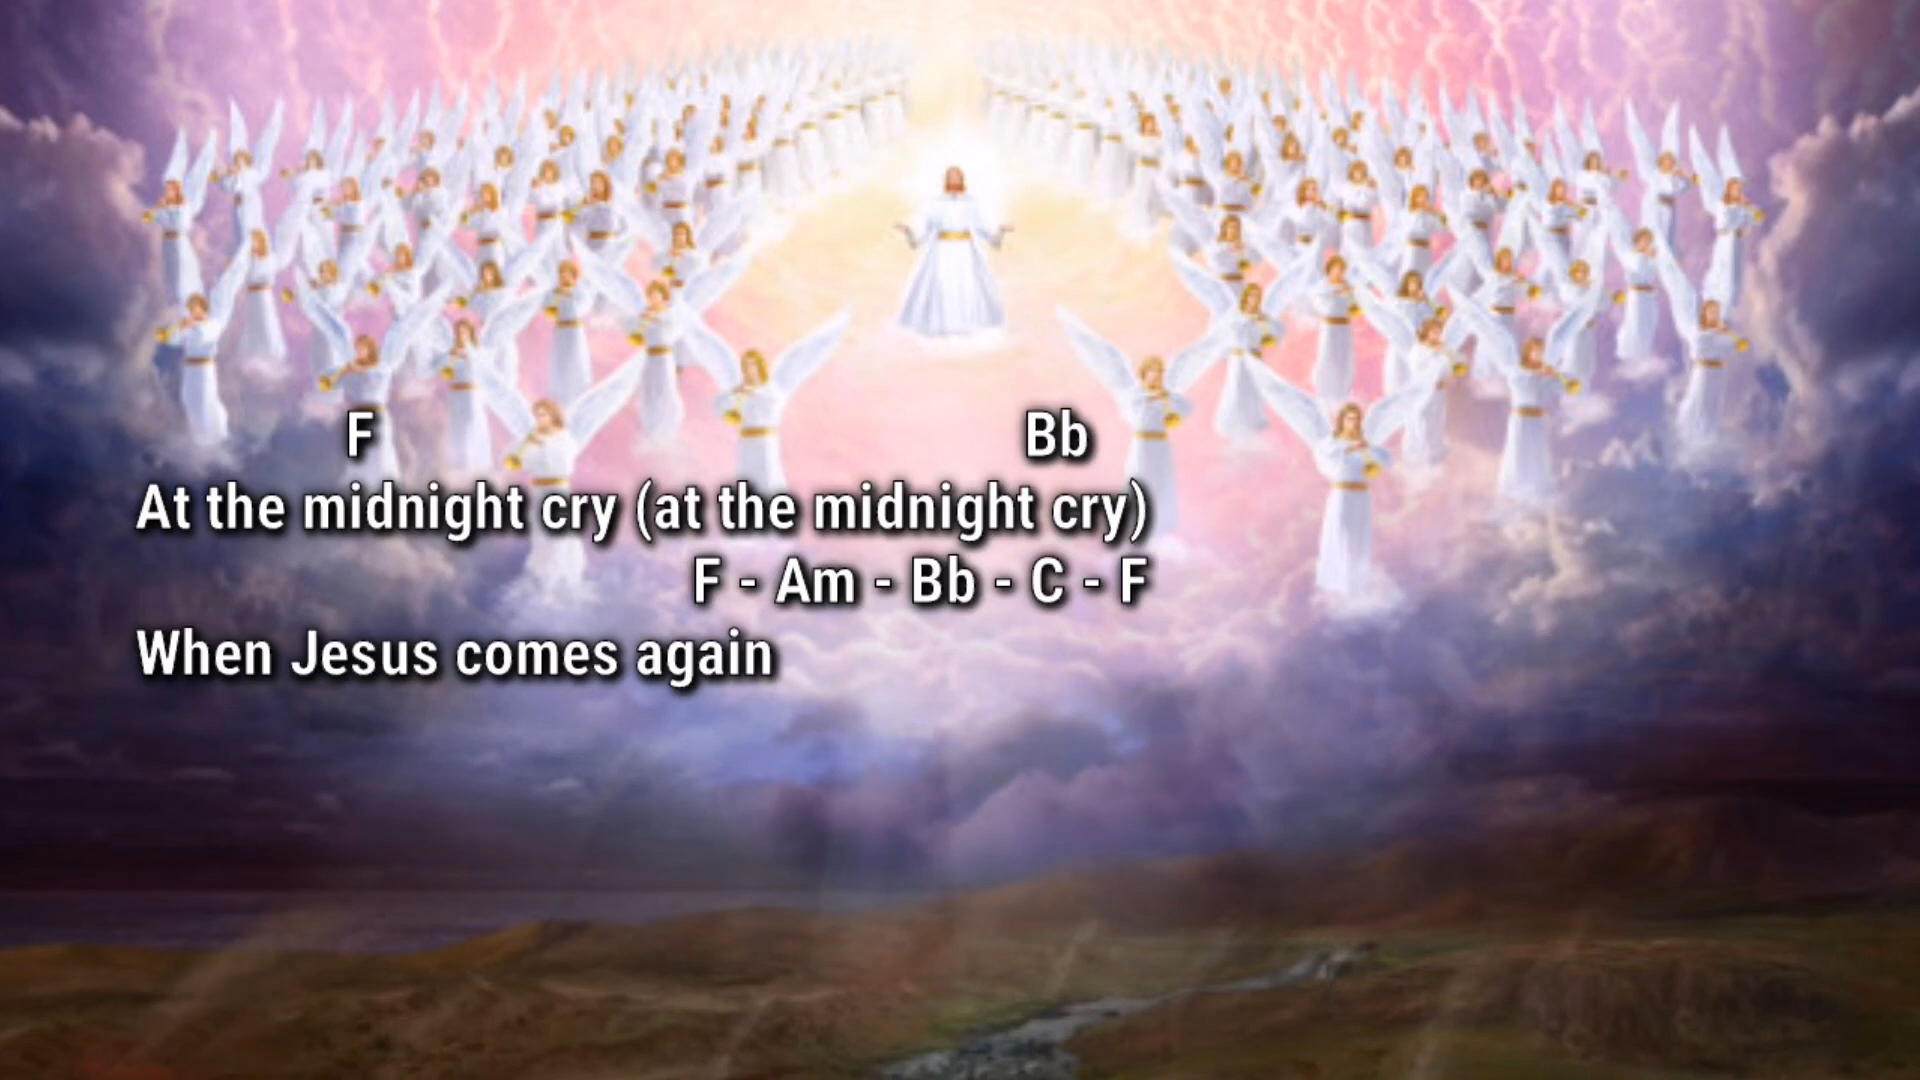 F Bb
At the midnight cry (at the midnight cry)
F - Am - Bb - C - F
When Jesus comes again